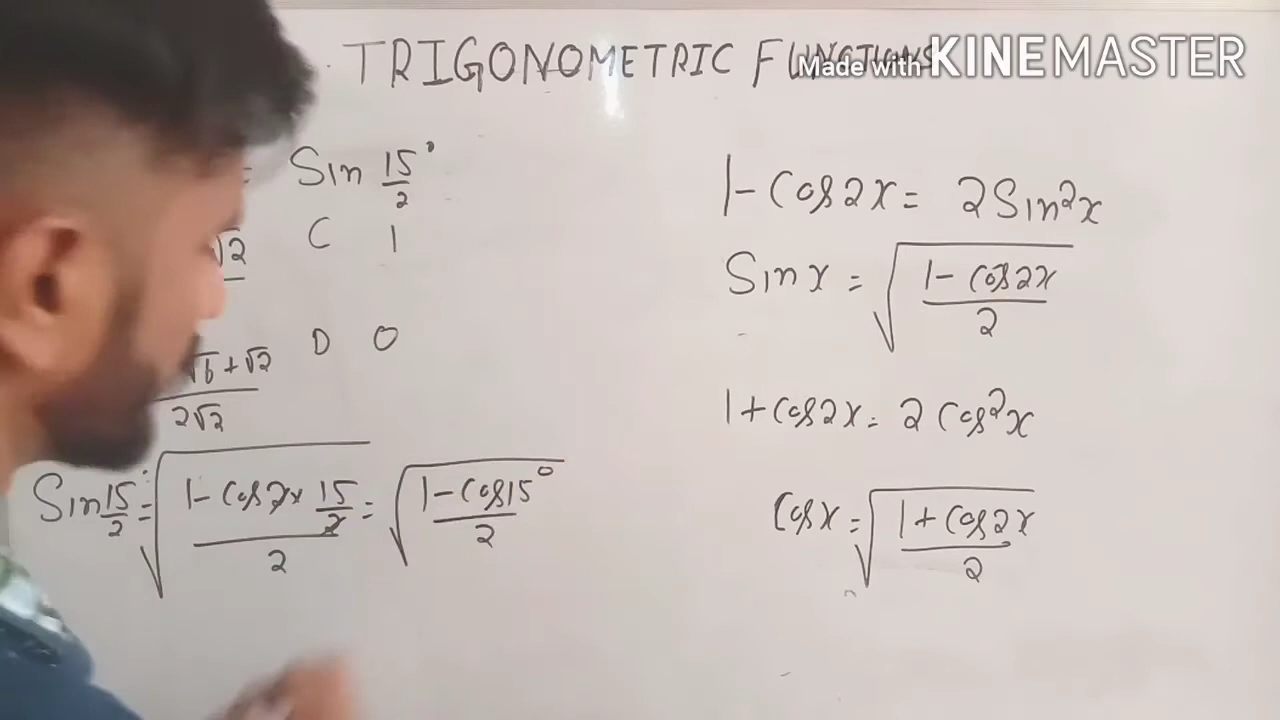 TRIGONOMETRIC FUNCTIONS
Made with KINEMASTER
= Sin 15/2°
√2 C 1
√6 + √2 / 2√2 D 0
Sin 15/2° = √(1 - Cos 2x 15/2 / 2) = √(1 - Cos 15° / 2)
1 - Cos 2x = 2 Sin²x
Sin x = √(1 - Cos 2x / 2)
1 + Cos 2x = 2 Cos²x
Cos x = √(1 + Cos 2x / 2)